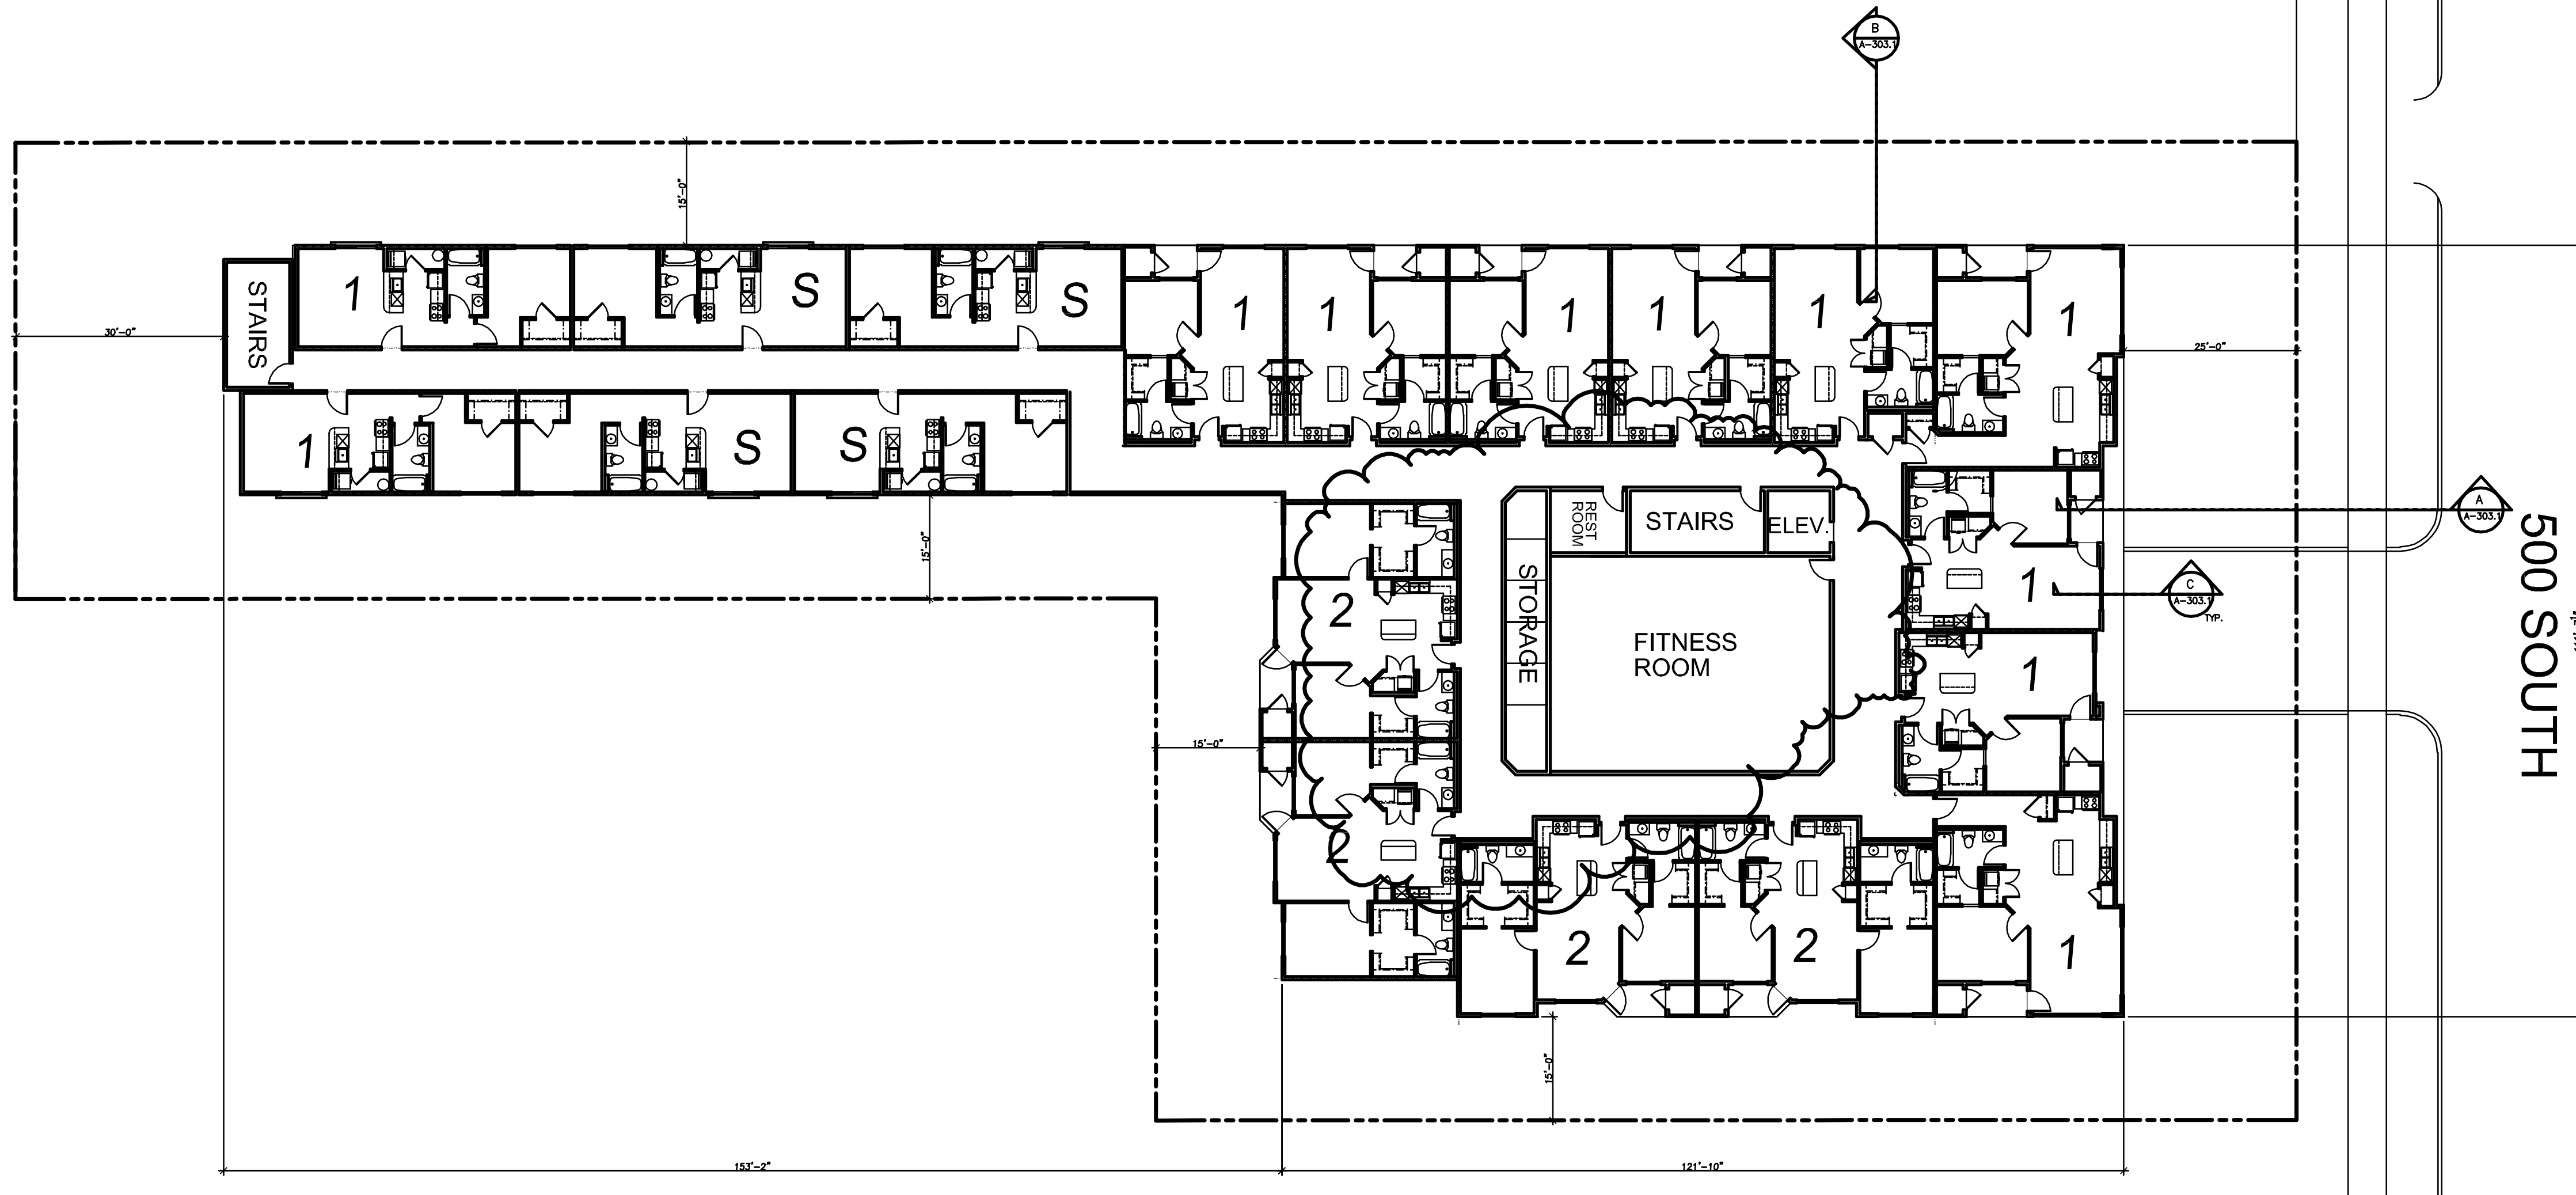 B
A-303.1
15'-0"
STAIRS
1
S
S
1
1
1
1
1
1
30'-0"
25'-0"
1
S
S
A
A-303.1
REST
ROOM
STAIRS
ELEV.
15'-0"
STORAGE
1
C
A-303.1
TYP.
500 SOUTH
2
FITNESS
ROOM
1
15'-0"
2
2
2
1
15'-0"
153'-2"
121'-10"